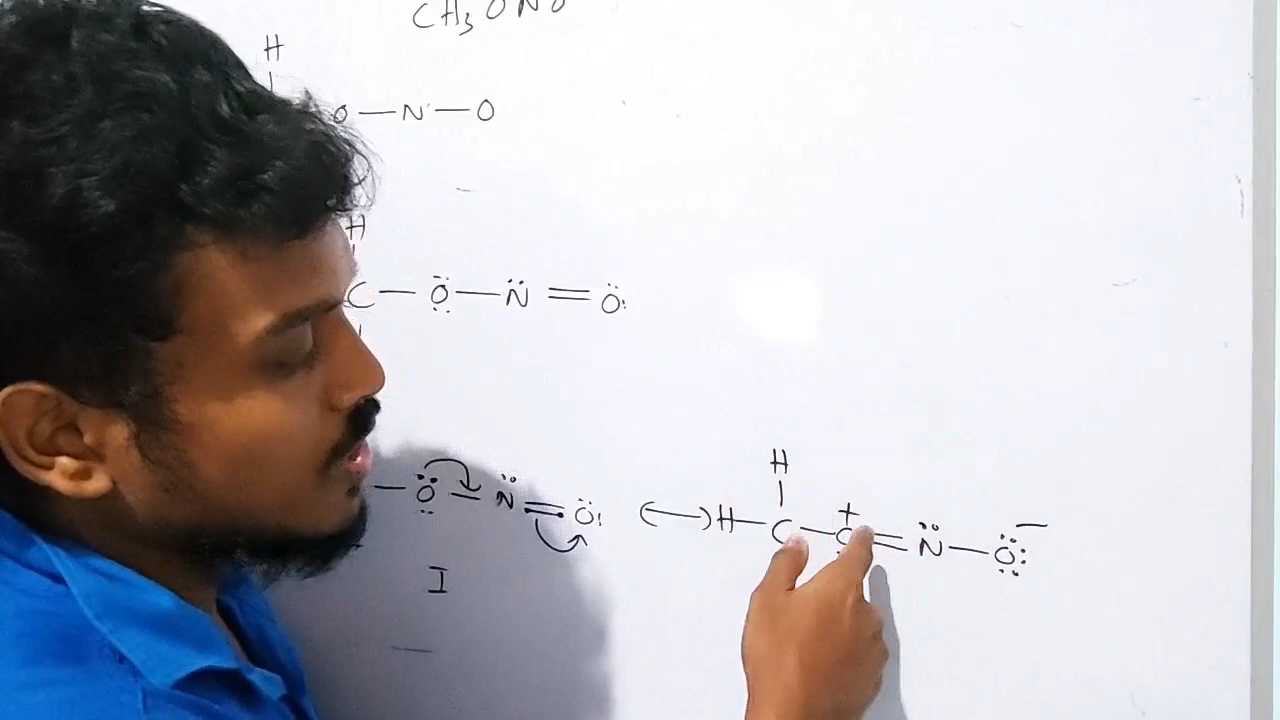 CH3ONO
H
O — N — O
H
C — O — N = O
H
— O — N = O ⟷ H — C — O+ = N — O−
I